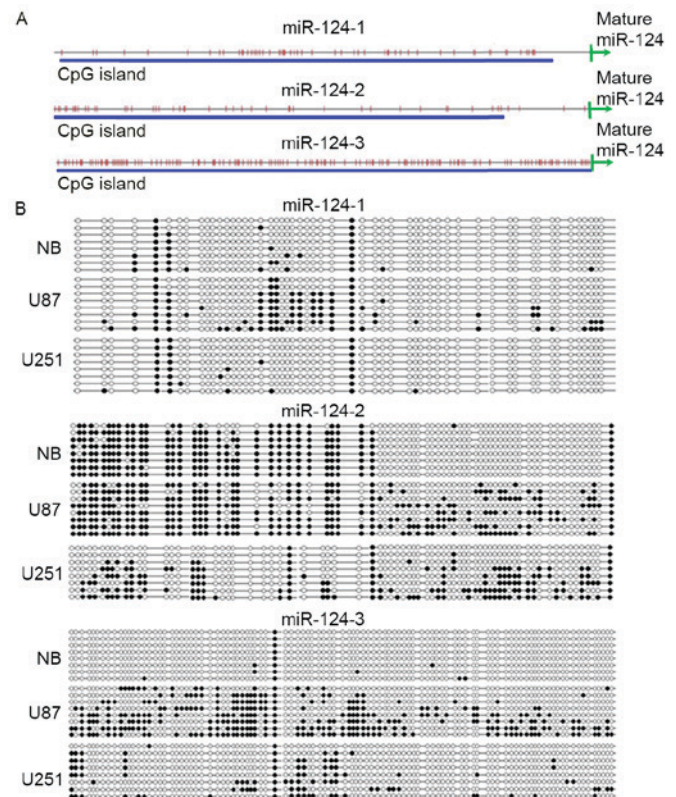 A
miR-124-1
Mature
miR-124
CpG island
miR-124-2
Mature
miR-124
CpG island
miR-124-3
Mature
miR-124
CpG island
B
miR-124-1
NB
U87
U251
miR-124-2
NB
U87
U251
miR-124-3
NB
U87
U251